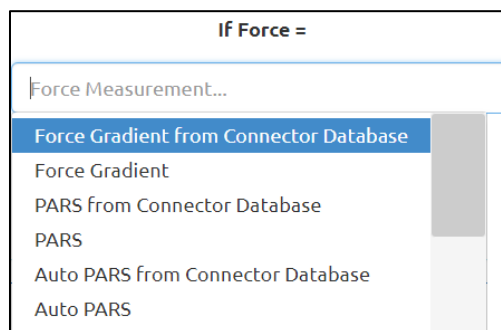 If Force =
Force Measurement...
Force Gradient from Connector Database
Force Gradient
PARS from Connector Database
PARS
Auto PARS from Connector Database
Auto PARS